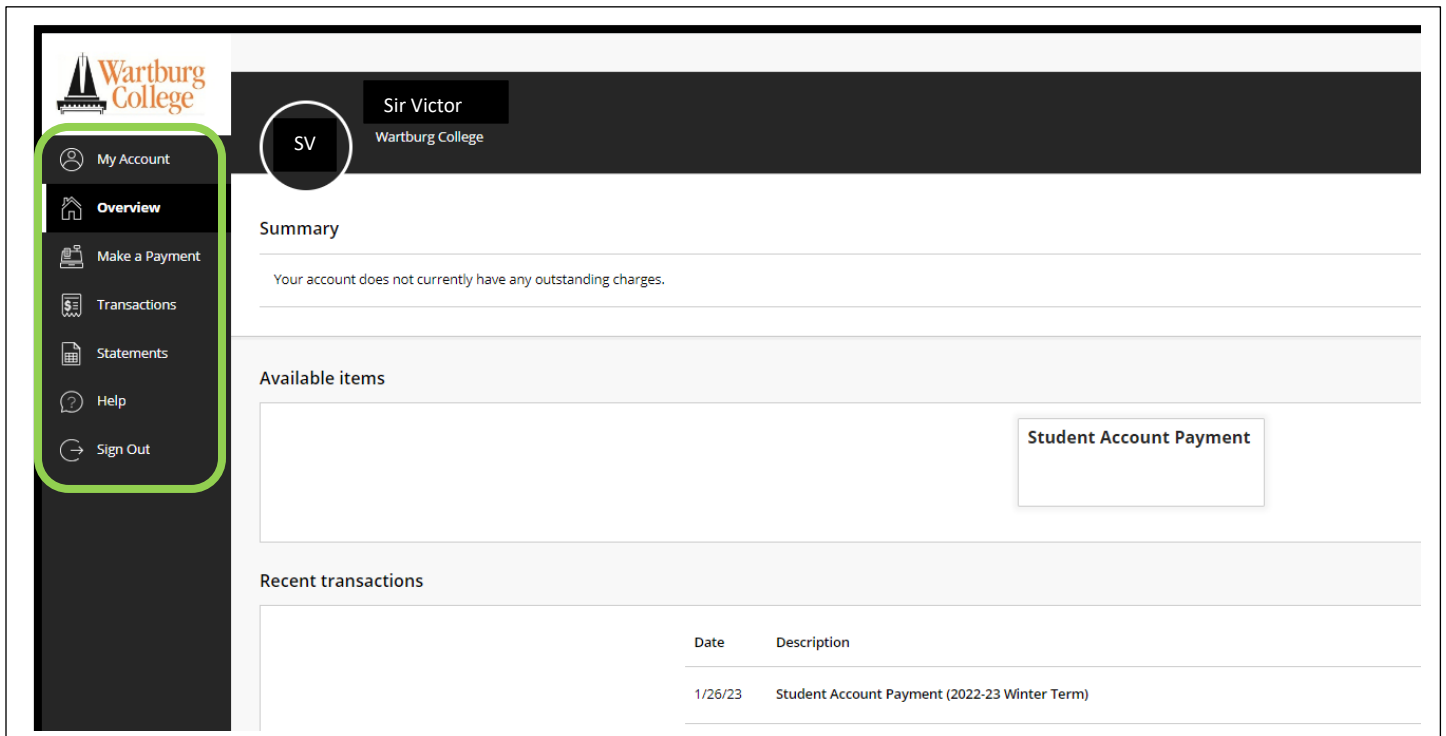 Wartburg
College
My Account
Overview
Make a Payment
Transactions
Statements
Help
Sign Out
SV
Sir Victor
Wartburg College
Summary
Your account does not currently have any outstanding charges.
Available items
Student Account Payment
Recent transactions
Date Description
1/26/23 Student Account Payment (2022-23 Winter Term)